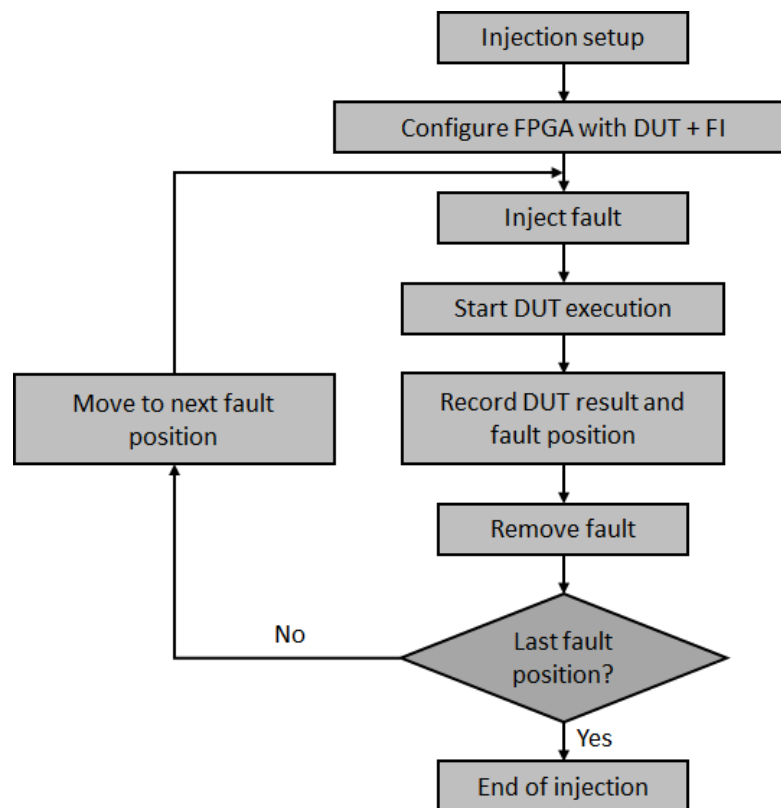 Injection setup
Configure FPGA with DUT + FI
Inject fault
Start DUT execution
Move to next fault
position
Record DUT result and
fault position
Remove fault
No
Last fault
position?
Yes
End of injection